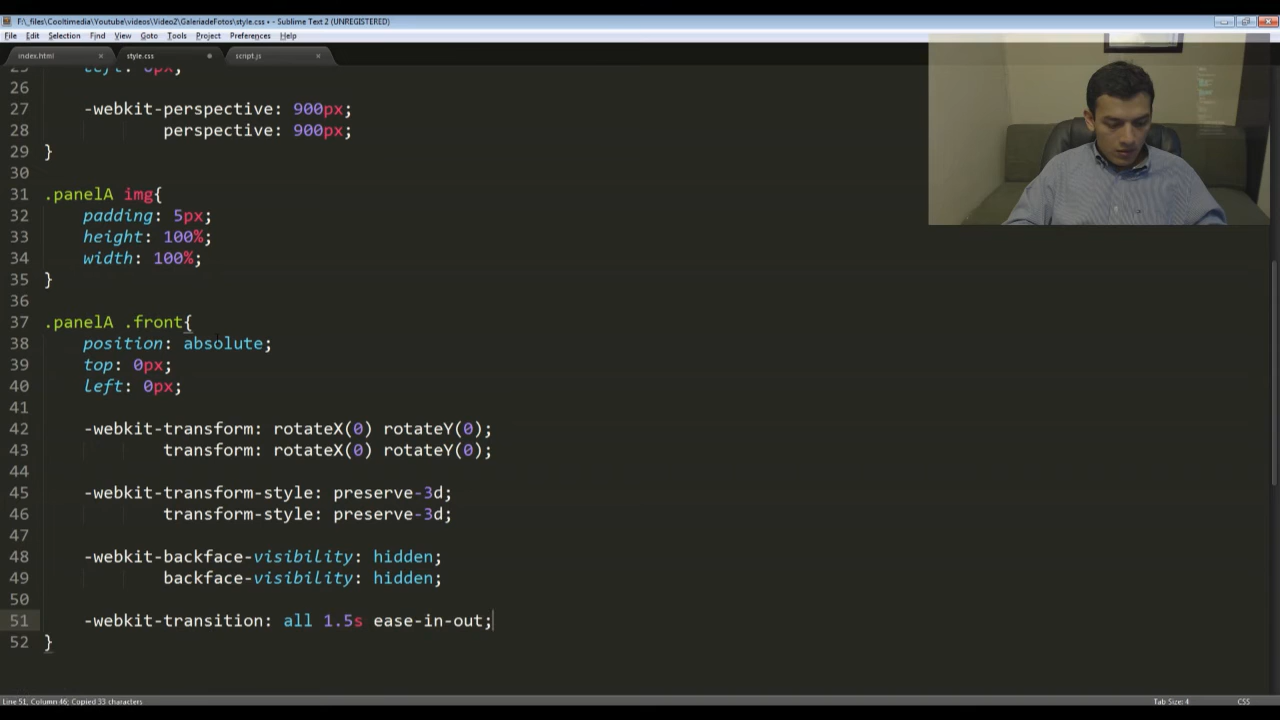 F:\_files\Cooltimedia\Youtube\videos\Video2\GaleriadeFotos\style.css • - Sublime Text 2 (UNREGISTERED)
File Edit Selection Find View Goto Tools Project Preferences Help
index.html style.css script.js
25 left: 0px;
26
27 -webkit-perspective: 900px;
28 perspective: 900px;
29 }
30
31 .panelA img{
32 padding: 5px;
33 height: 100%;
34 width: 100%;
35 }
36
37 .panelA .front{
38 position: absolute;
39 top: 0px;
40 left: 0px;
41
42 -webkit-transform: rotateX(0) rotateY(0);
43 transform: rotateX(0) rotateY(0);
44
45 -webkit-transform-style: preserve-3d;
46 transform-style: preserve-3d;
47
48 -webkit-backface-visibility: hidden;
49 backface-visibility: hidden;
50
51 -webkit-transition: all 1.5s ease-in-out;
52 }
Line 51, Column 46; Copied 33 characters Tab Size: 4 CSS